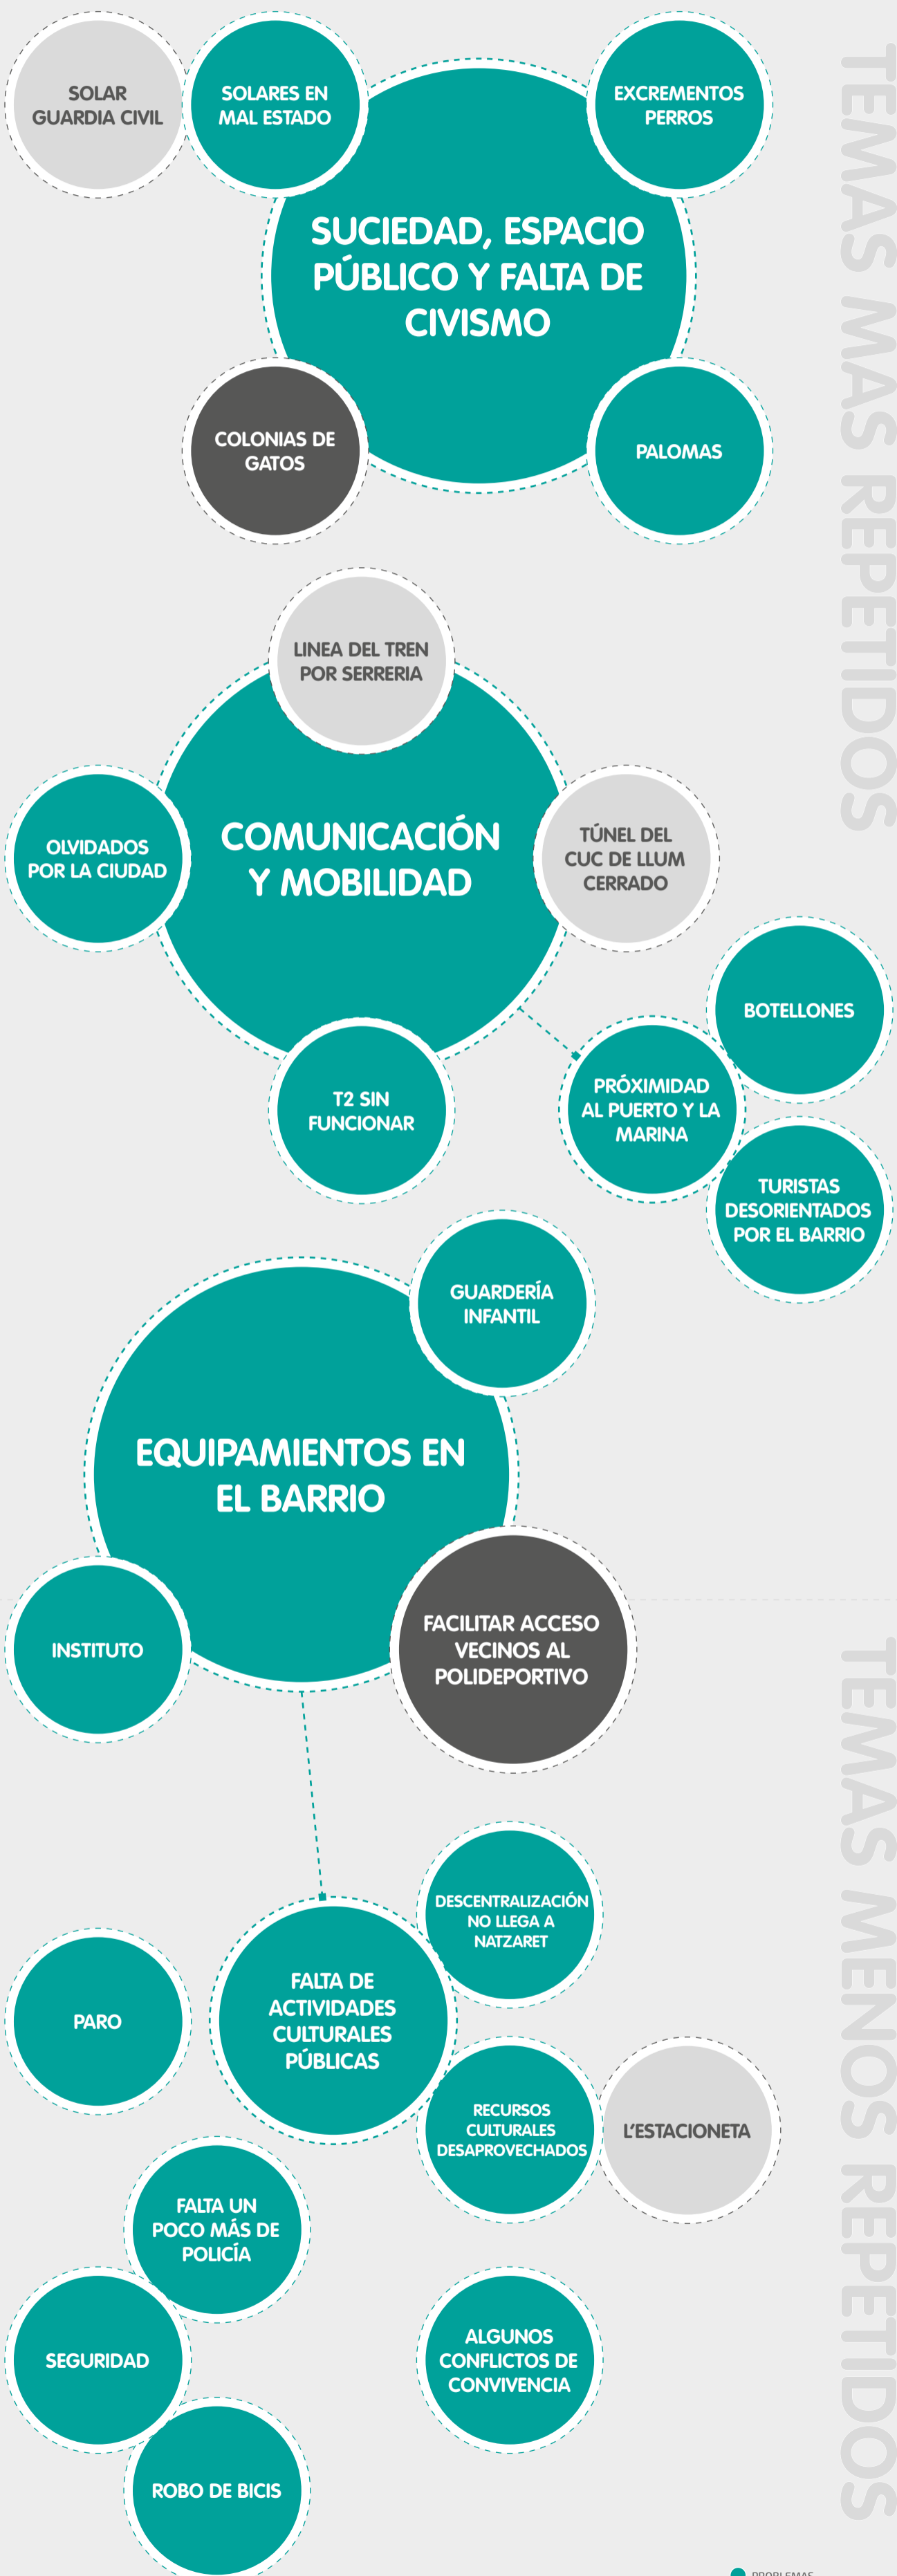 TEMAS MAS REPETIDOS
SOLAR
GUARDIA CIVIL
SOLARES EN
MAL ESTADO
EXCREMENTOS
PERROS
SUCIEDAD, ESPACIO
PÚBLICO Y FALTA DE
CIVISMO
COLONIAS DE
GATOS
PALOMAS
LINEA DEL TREN
POR SERRERIA
OLVIDADOS
POR LA CIUDAD
COMUNICACIÓN
Y MOBILIDAD
TÚNEL DEL
CUC DE LLUM
CERRADO
BOTELLONES
T2 SIN
FUNCIONAR
PRÓXIMIDAD
AL PUERTO Y LA
MARINA
TURISTAS
DESORIENTADOS
POR EL BARRIO
GUARDERÍA
INFANTIL
EQUIPAMIENTOS EN
EL BARRIO
INSTITUTO
FACILITAR ACCESO
VECINOS AL
POLIDEPORTIVO
TEMAS MENOS REPETIDOS
DESCENTRALIZACIÓN
NO LLEGA A
NATZARET
PARO
FALTA DE
ACTIVIDADES
CULTURALES
PÚBLICAS
RECURSOS
CULTURALES
DESAPROVECHADOS
L'ESTACIONETA
FALTA UN
POCO MÁS DE
POLICÍA
SEGURIDAD
ALGUNOS
CONFLICTOS DE
CONVIVENCIA
ROBO DE BICIS
PROBLEMAS